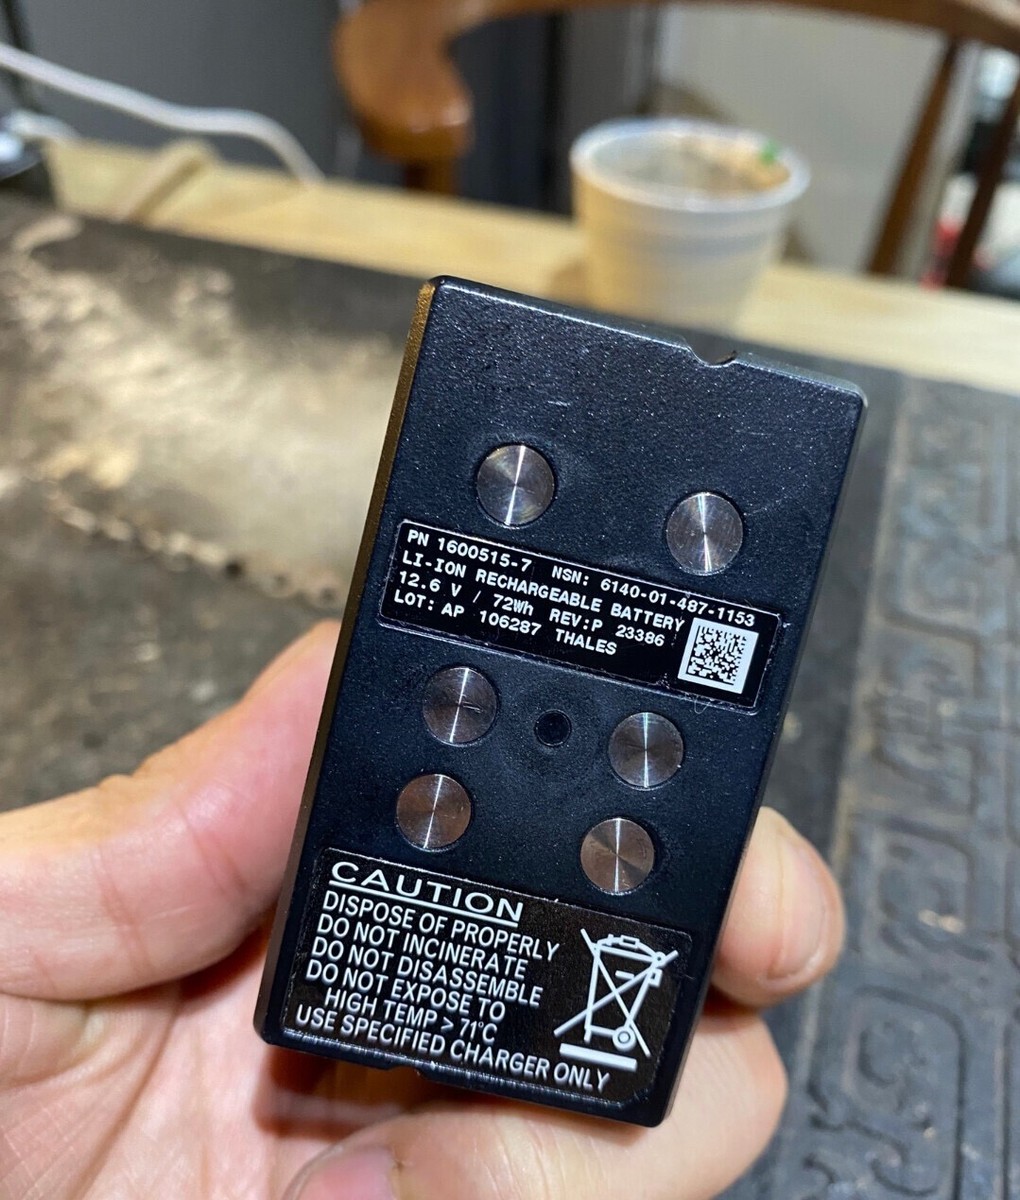 PN 1600515-7 NSN: 6140-01-487-1153
LI-ION RECHARGEABLE BATTERY
12.6 V / 72Wh REV:P 23386
LOT: AP 106287 THALES
CAUTION
DISPOSE OF PROPERLY
DO NOT INCINERATE
DO NOT DISASSEMBLE
DO NOT EXPOSE TO
HIGH TEMP > 71°C
USE SPECIFIED CHARGER ONLY